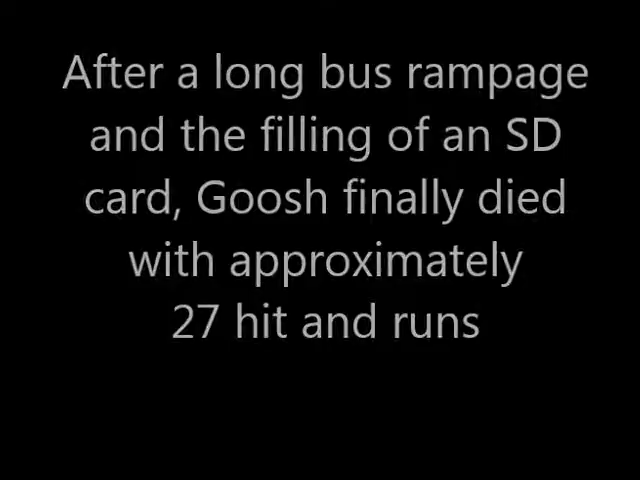 After a long bus rampage
and the filling of an SD
card, Goosh finally died
with approximately
27 hit and runs